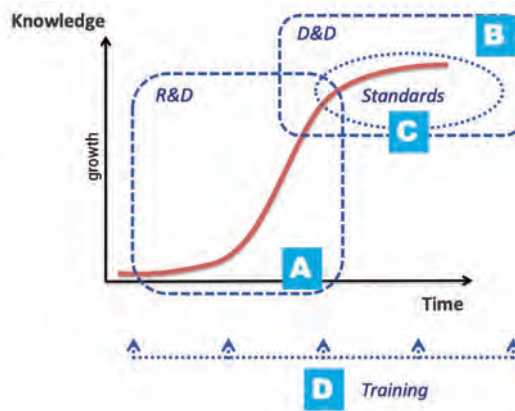 Knowledge
D&D
B
R&D
Standards
C
growth
A
Time
D
Training